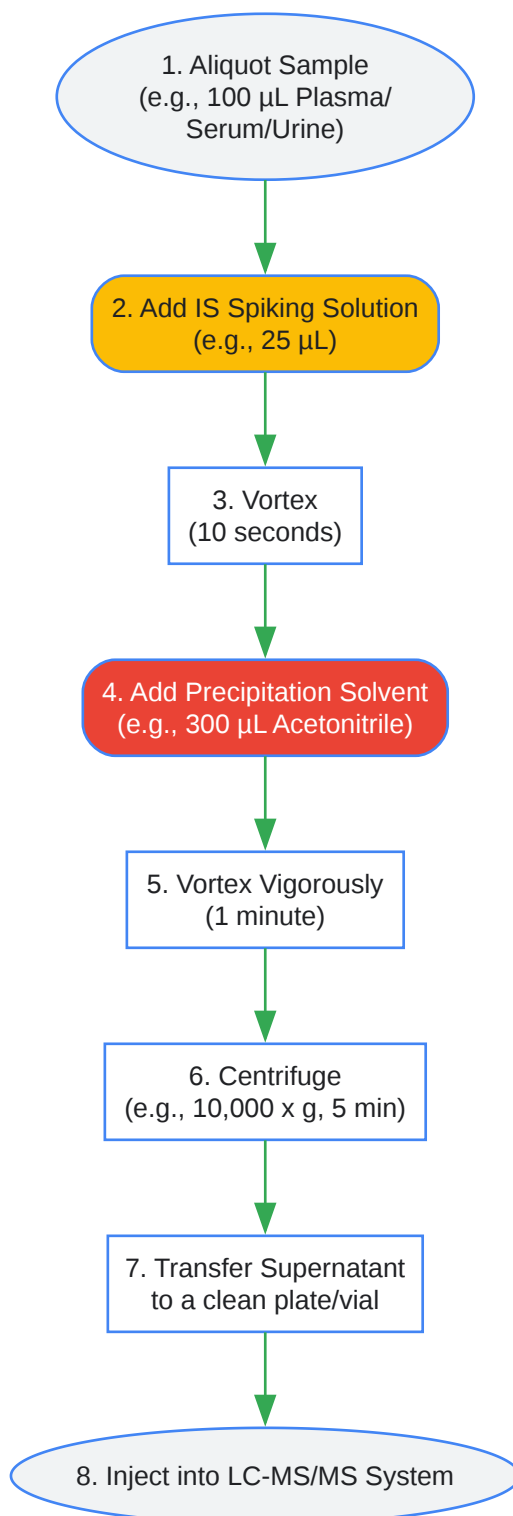 1. Aliquot Sample
(e.g., 100 µL Plasma/
Serum/Urine)
2. Add IS Spiking Solution
(e.g., 25 µL)
3. Vortex
(10 seconds)
4. Add Precipitation Solvent
(e.g., 300 µL Acetonitrile)
5. Vortex Vigorously
(1 minute)
6. Centrifuge
(e.g., 10,000 x g, 5 min)
7. Transfer Supernatant
to a clean plate/vial
8. Inject into LC-MS/MS System